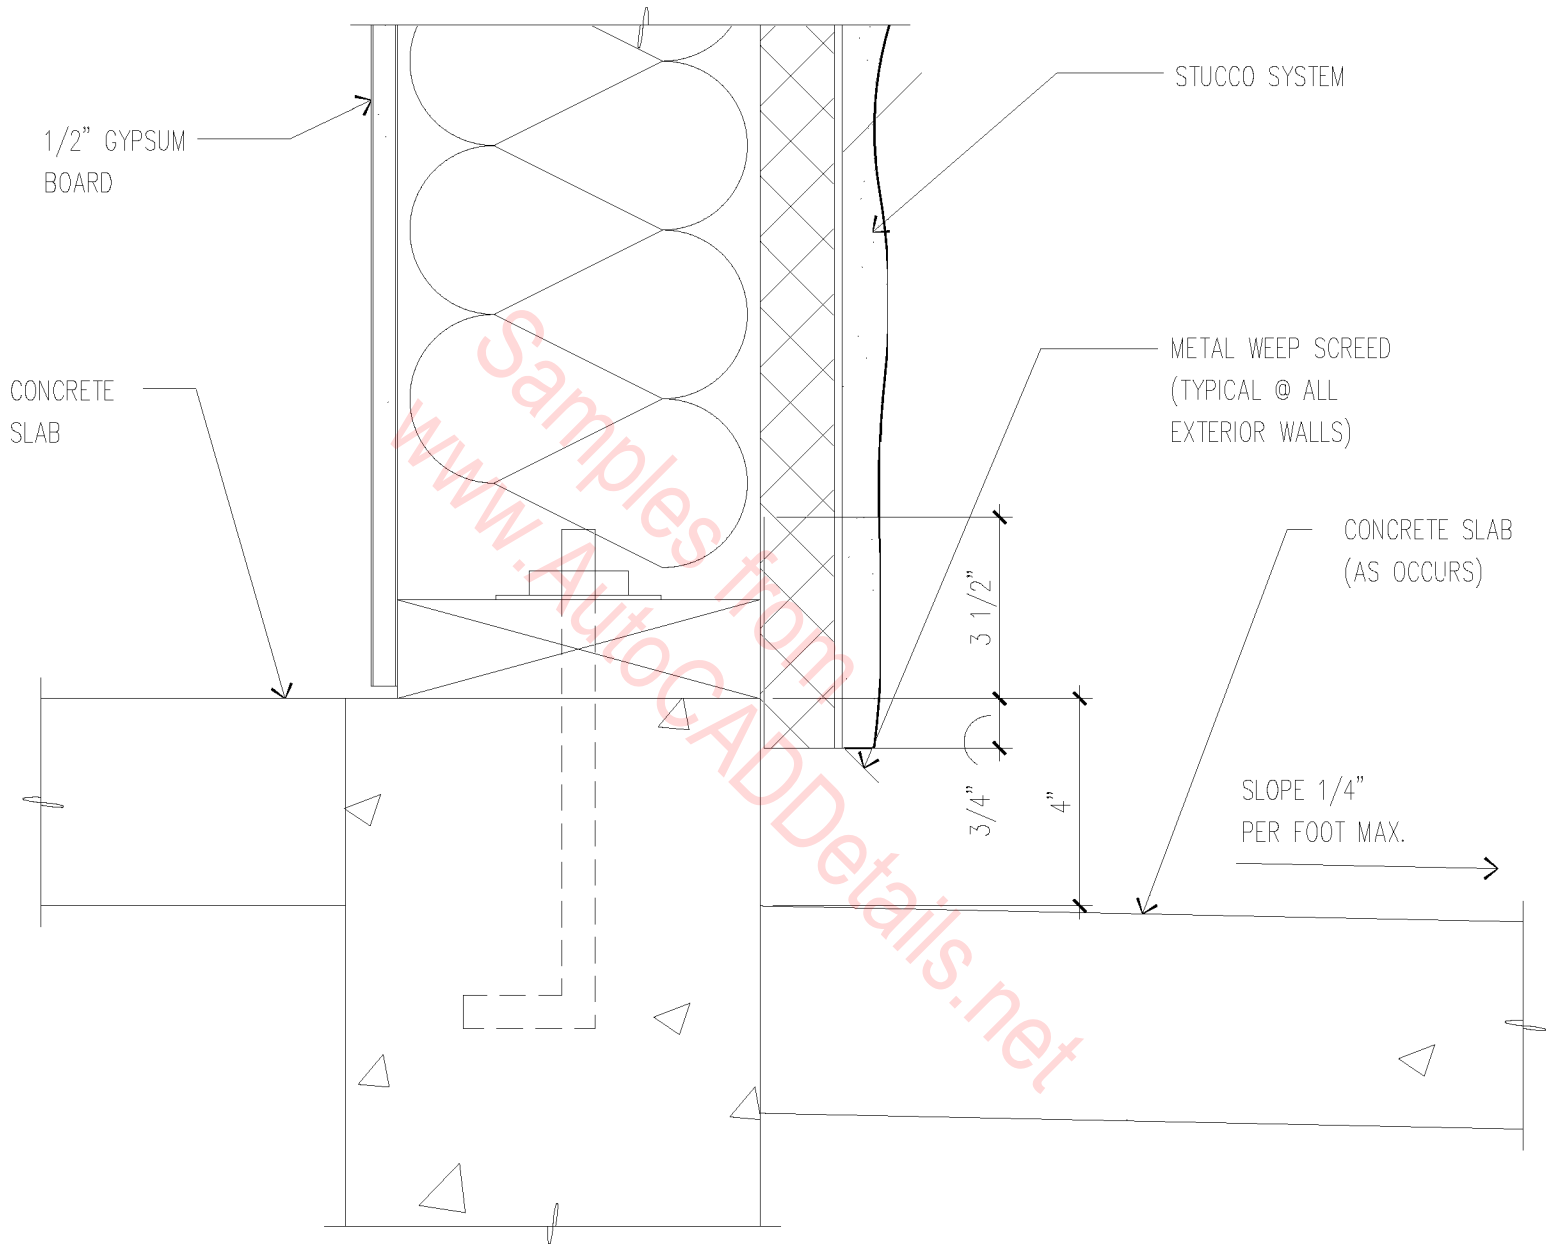 STUCCO SYSTEM
1/2" GYPSUM
BOARD
METAL WEEP SCREED
(TYPICAL @ ALL
EXTERIOR WALLS)
CONCRETE
SLAB
CONCRETE SLAB
(AS OCCURS)
3 1/2"
3/4"
4"
SLOPE 1/4"
PER FOOT MAX.
Samples from
www.AutoCADDetails.net